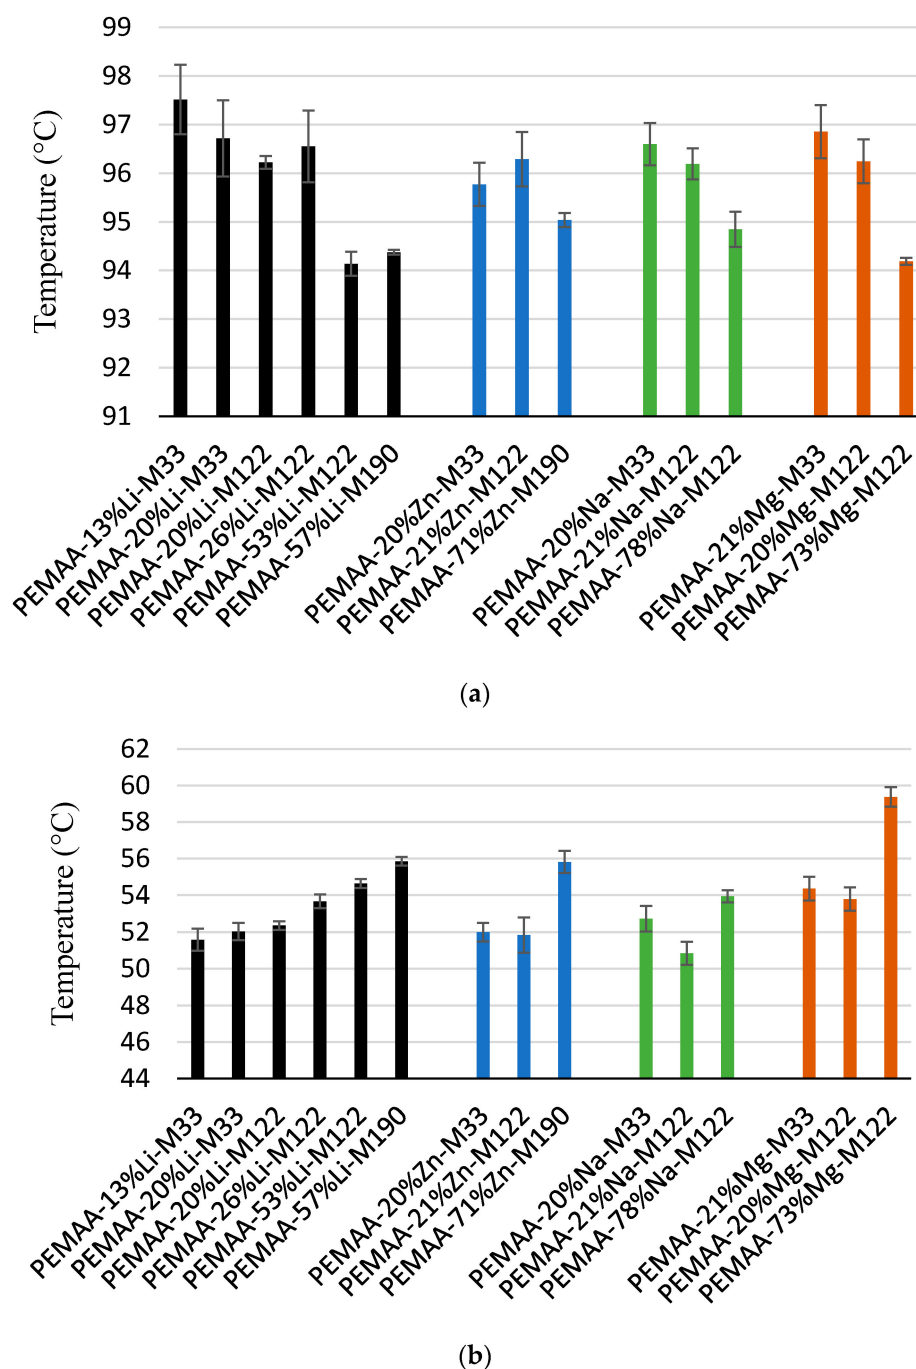 99
98
97
96
95
94
93
92
91
Temperature (°C)
PEMAA-13%Li-M33
PEMAA-20%Li-M33
PEMAA-20%Li-M122
PEMAA-26%Li-M122
PEMAA-53%Li-M122
PEMAA-57%Li-M190
PEMAA-20%Zn-M33
PEMAA-21%Zn-M122
PEMAA-71%Zn-M190
PEMAA-20%Na-M33
PEMAA-21%Na-M122
PEMAA-78%Na-M122
PEMAA-21%Mg-M33
PEMAA-20%Mg-M122
PEMAA-73%Mg-M122
(a)
62
60
58
56
54
52
50
48
46
44
Temperature (°C)
PEMAA-13%Li-M33
PEMAA-20%Li-M33
PEMAA-20%Li-M122
PEMAA-26%Li-M122
PEMAA-53%Li-M122
PEMAA-57%Li-M190
PEMAA-20%Zn-M33
PEMAA-21%Zn-M122
PEMAA-71%Zn-M190
PEMAA-20%Na-M33
PEMAA-21%Na-M122
PEMAA-78%Na-M122
PEMAA-21%Mg-M33
PEMAA-20%Mg-M122
PEMAA-73%Mg-M122
(b)